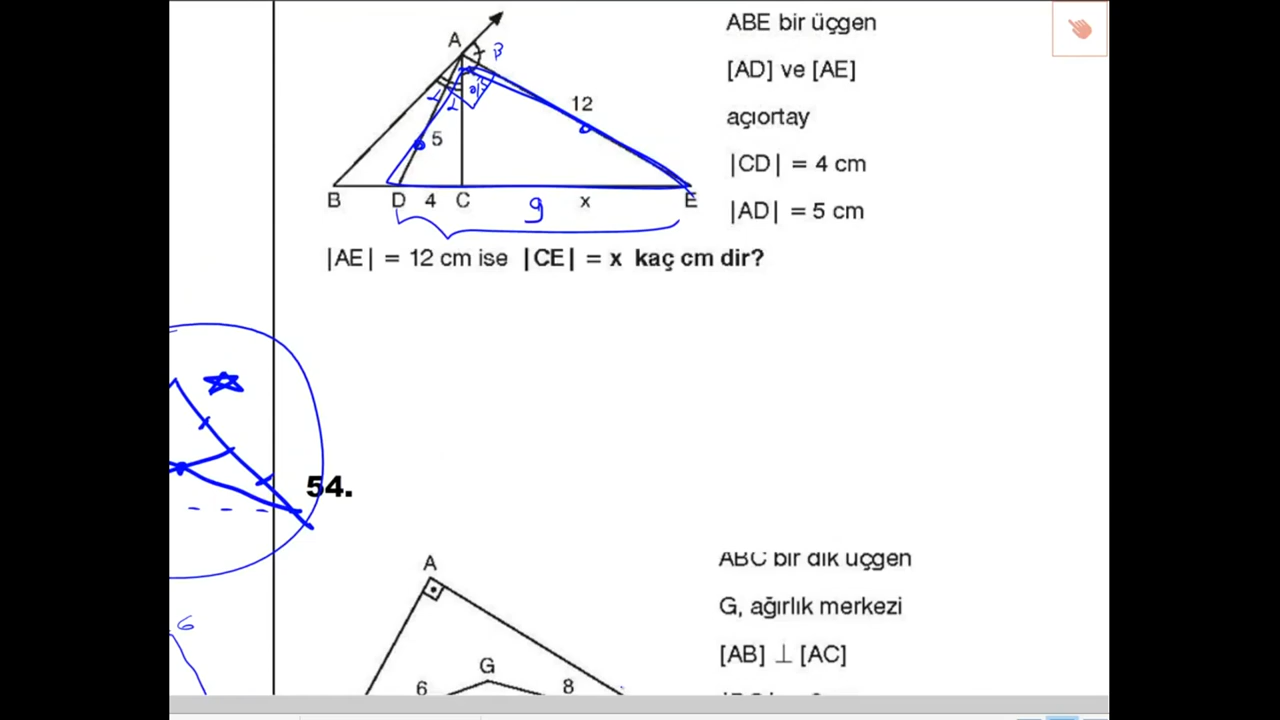 A
β
12
5
B
D
4
C
9
x
E
ABE bir üçgen
[AD] ve [AE]
açıortay
|CD| = 4 cm
|AD| = 5 cm
|AE| = 12 cm ise |CE| = x kaç cm dir?
54.
6
A
G
6
8
ABC bir dik üçgen
G, ağırlık merkezi
[AB] ⊥ [AC]